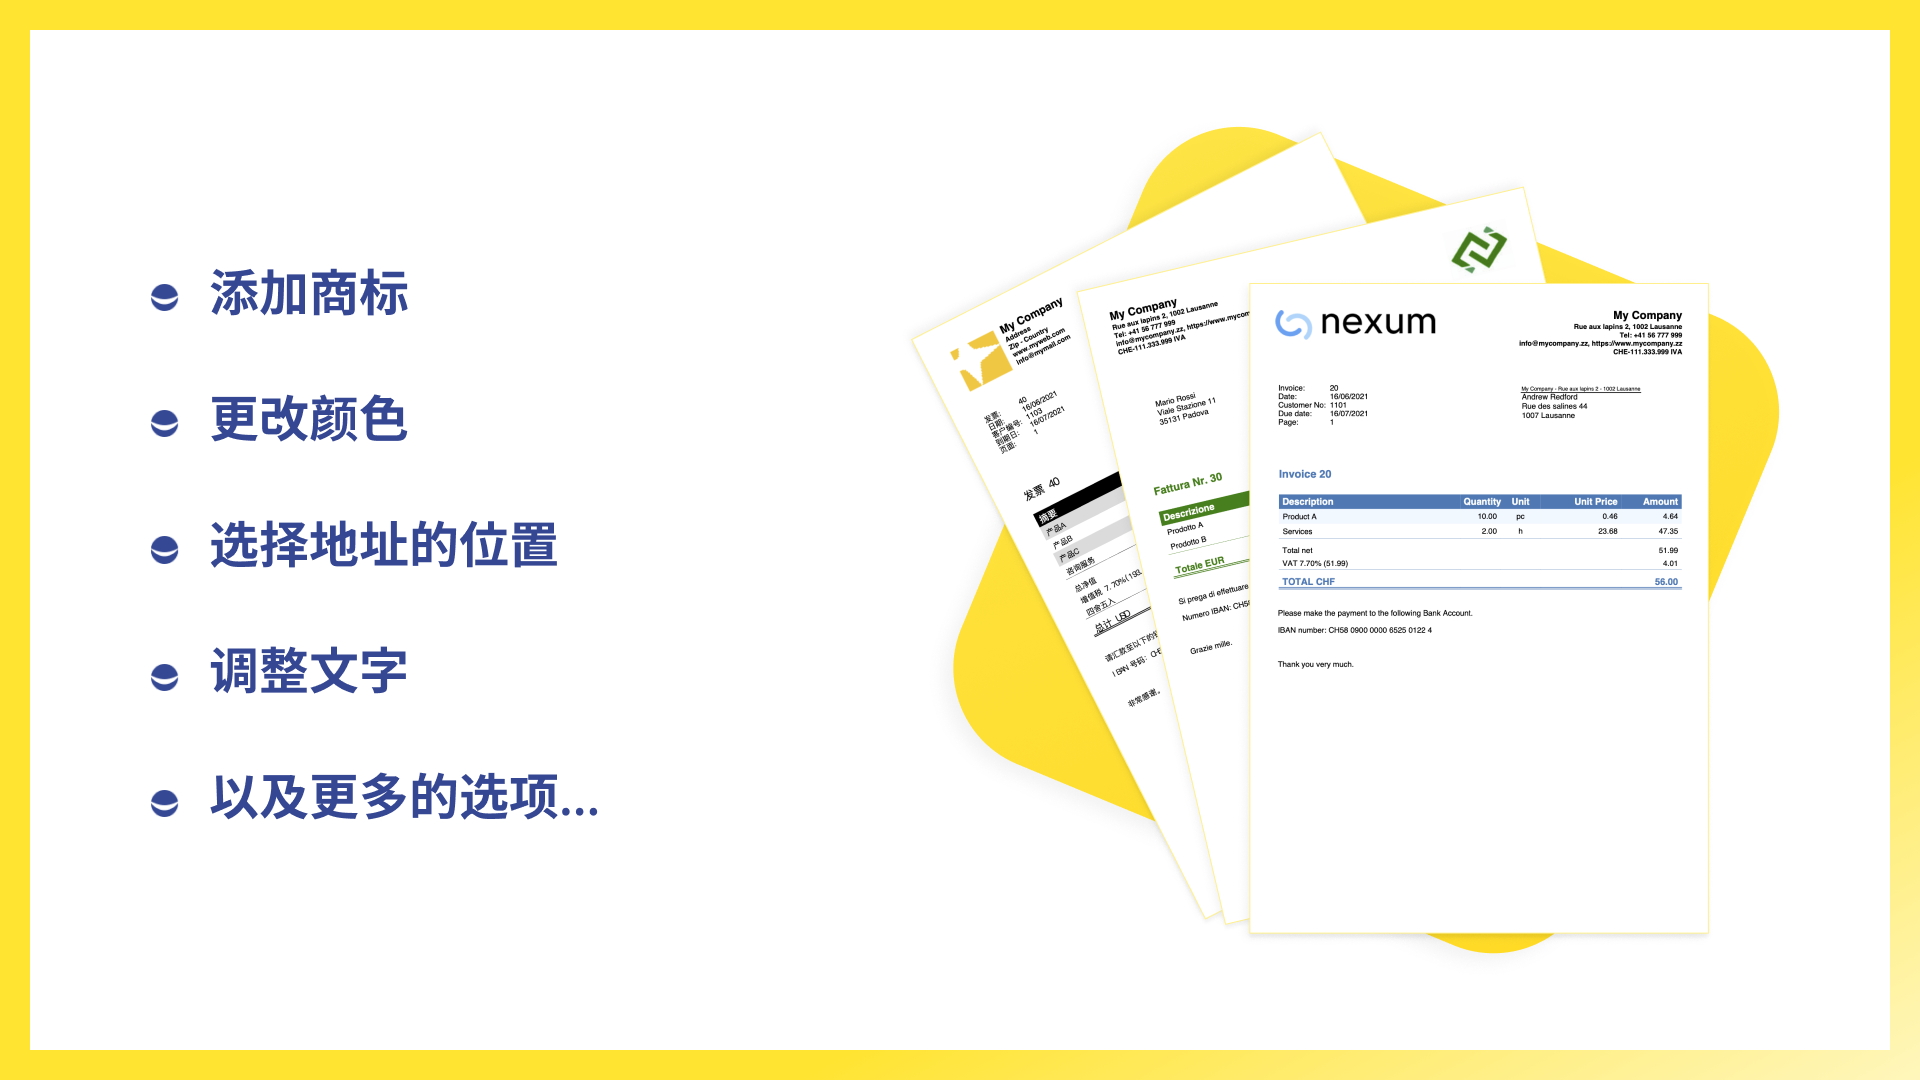 添加商标
更改颜色
选择地址的位置
调整文字
以及更多的选项...
My Company
Address
Zip - Country
www.myweb.com
info@mymail.com
发票: 40
日期: 16/06/2021
客户编号: 1103
到期日: 16/07/2021
页面: 1
发票 40
摘要
产品A
产品B
产品C
咨询服务
总净值
增值税 7.70%(193.
四舍五入
总计 USD
请汇款至以下的
IBAN 号码:
非常感谢。
My Company
Rue aux lapins 2, 1002 Lausanne
Tel: +41 56 777 999
info@mycompany.zz, https://www.mycom
CHE-111.333.999 IVA
Mario Rossi
Viale Stazione 11
35131 Padova
Fattura Nr. 30
Descrizione
Prodotto A
Prodotto B
Totale EUR
Si prega di effettuare
Numero IBAN: CH58
Grazie mille.
nexum
My Company
Rue aux lapins 2, 1002 Lausanne
Tel: +41 56 777 999
info@mycompany.zz, https://www.mycompany.zz
CHE-111.333.999 IVA
Invoice: 20
Date: 16/06/2021
Customer No: 1101
Due date: 16/07/2021
Page: 1
My Company - Rue aux lapins 2 - 1002 Lausanne
Andrew Redford
Rue des salines 44
1007 Lausanne
Invoice 20
Description Quantity Unit Unit Price Amount
Product A 10.00 pc 0.46 4.64
Services 2.00 h 23.68 47.35
Total net 51.99
VAT 7.70% (51.99) 4.01
TOTAL CHF 56.00
Please make the payment to the following Bank Account.
IBAN number: CH58 0900 0000 6525 0122 4
Thank you very much.